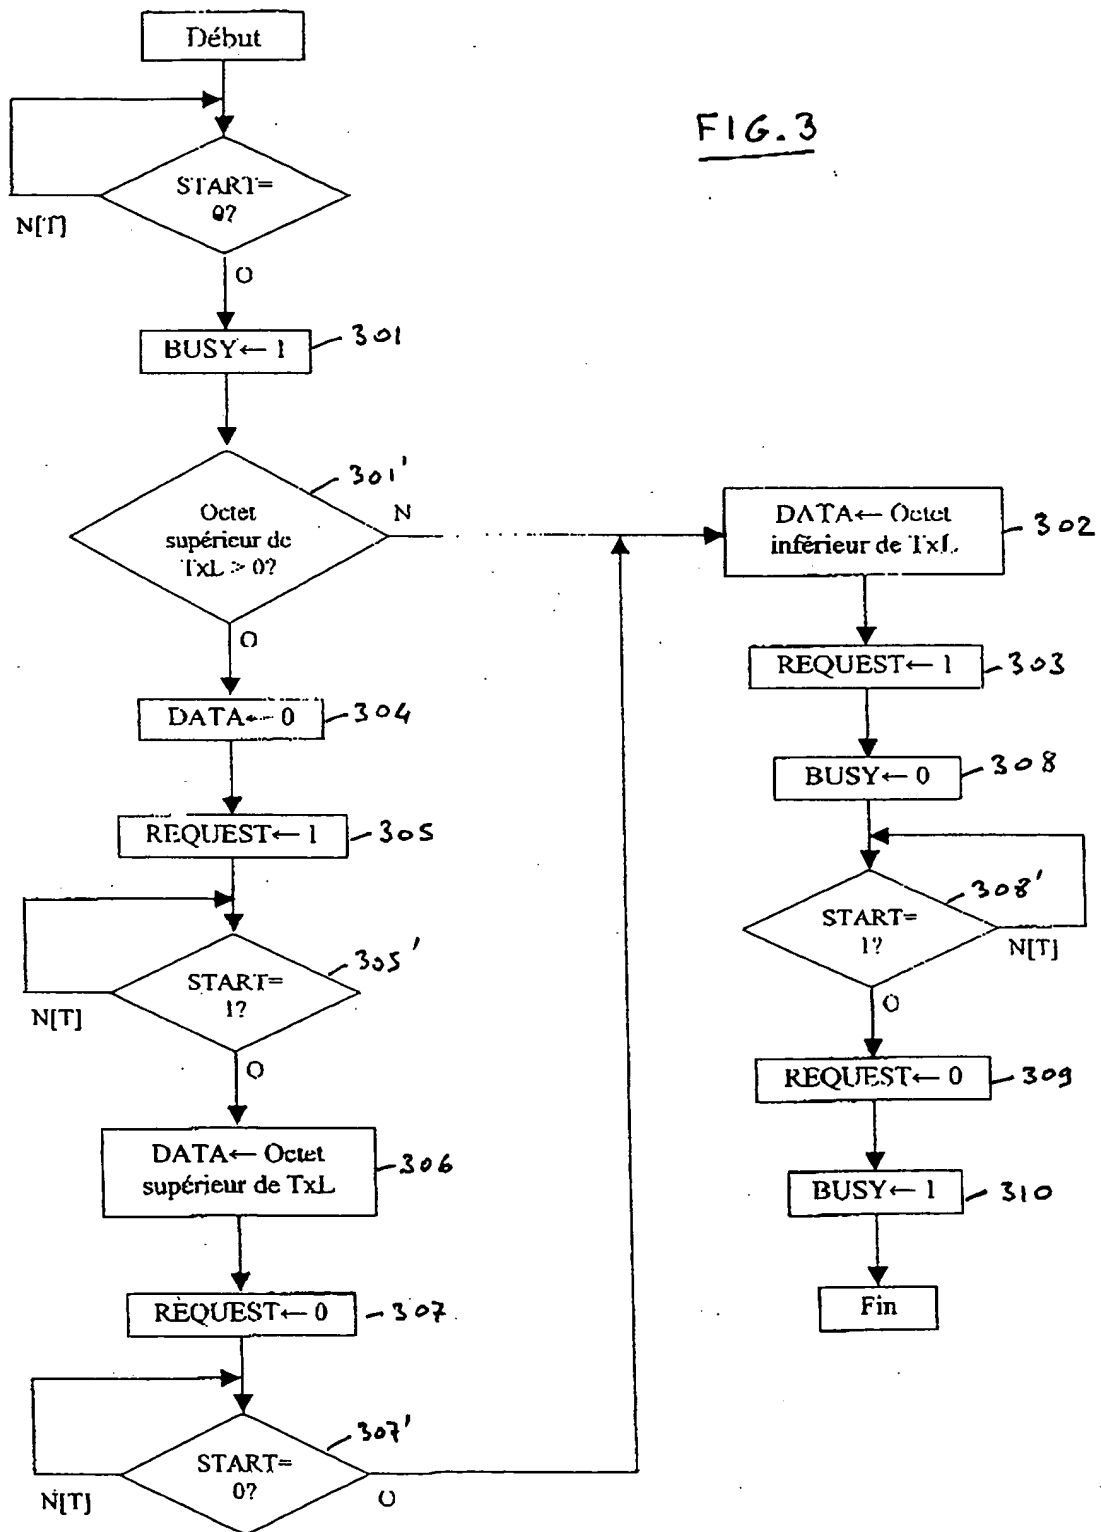 Début
FIG.3
START=
0?
N[T]
O
BUSY← 1
301
301'
Octet
supérieur de
TxL > 0?
N
O
DATA← 0
304
REQUEST← 1
305
305'
START=
1?
N[T]
O
DATA← Octet
supérieur de TxL
306
REQUEST← 0
307
307'
START=
0?
N[T]
O
DATA← Octet
inférieur de TxL
302
REQUEST← 1
303
BUSY← 0
308
308'
START=
1?
N[T]
O
REQUEST← 0
309
BUSY← 1
310
Fin